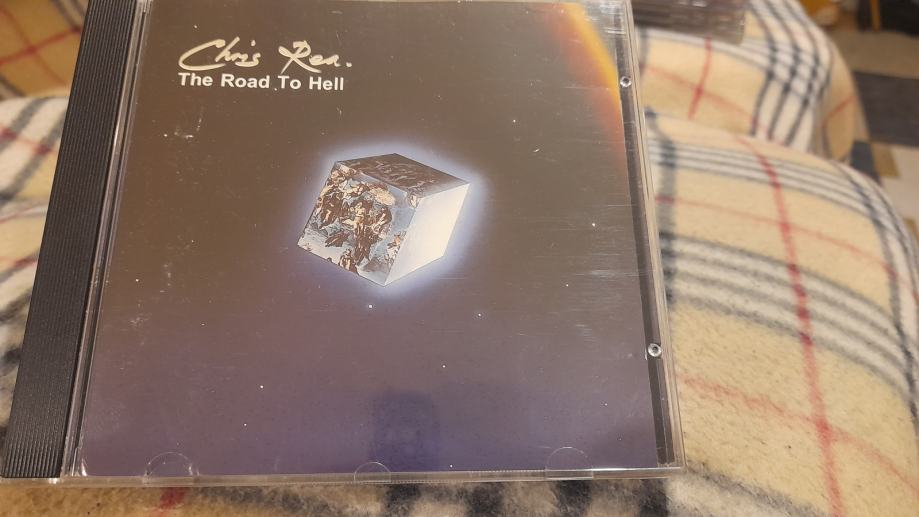 Chris Rea.
The Road To Hell